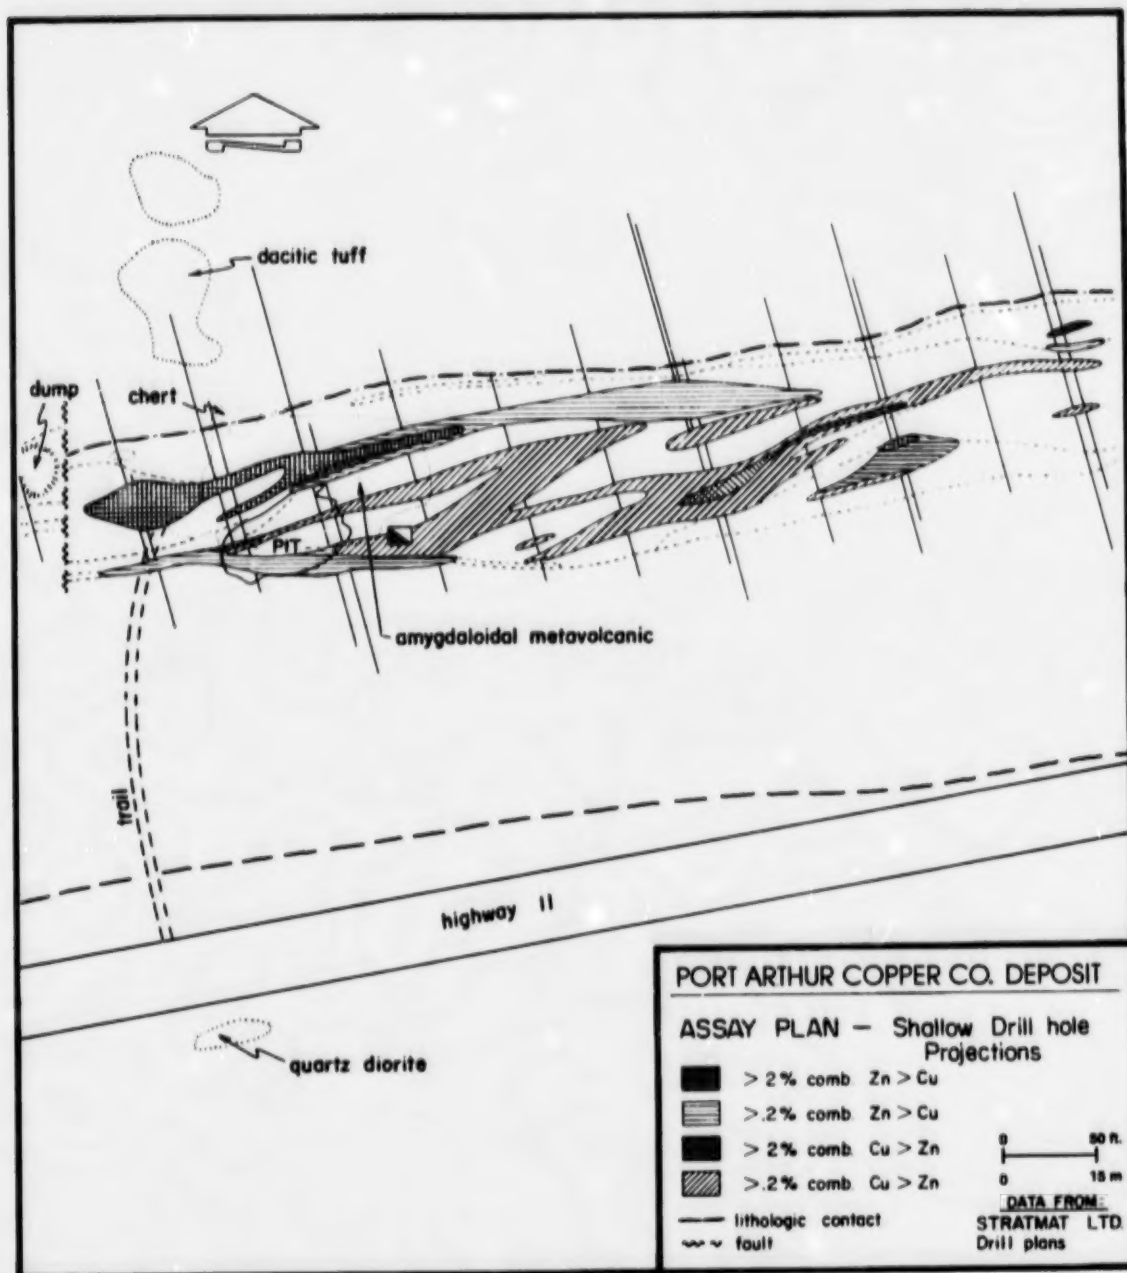 dacitic tuff
dump
chert
PIT
amygdaloidal metavolcanic
trail
highway 11
quartz diorite
PORT ARTHUR COPPER CO. DEPOSIT
ASSAY PLAN — Shallow Drill hole
Projections
> 2% comb. Zn > Cu
>.2% comb. Zn > Cu
> 2% comb. Cu > Zn
>.2% comb. Cu > Zn
lithologic contact
fault
0 50 ft.
0 15 m
DATA FROM:
STRATMAT LTD.
Drill plans